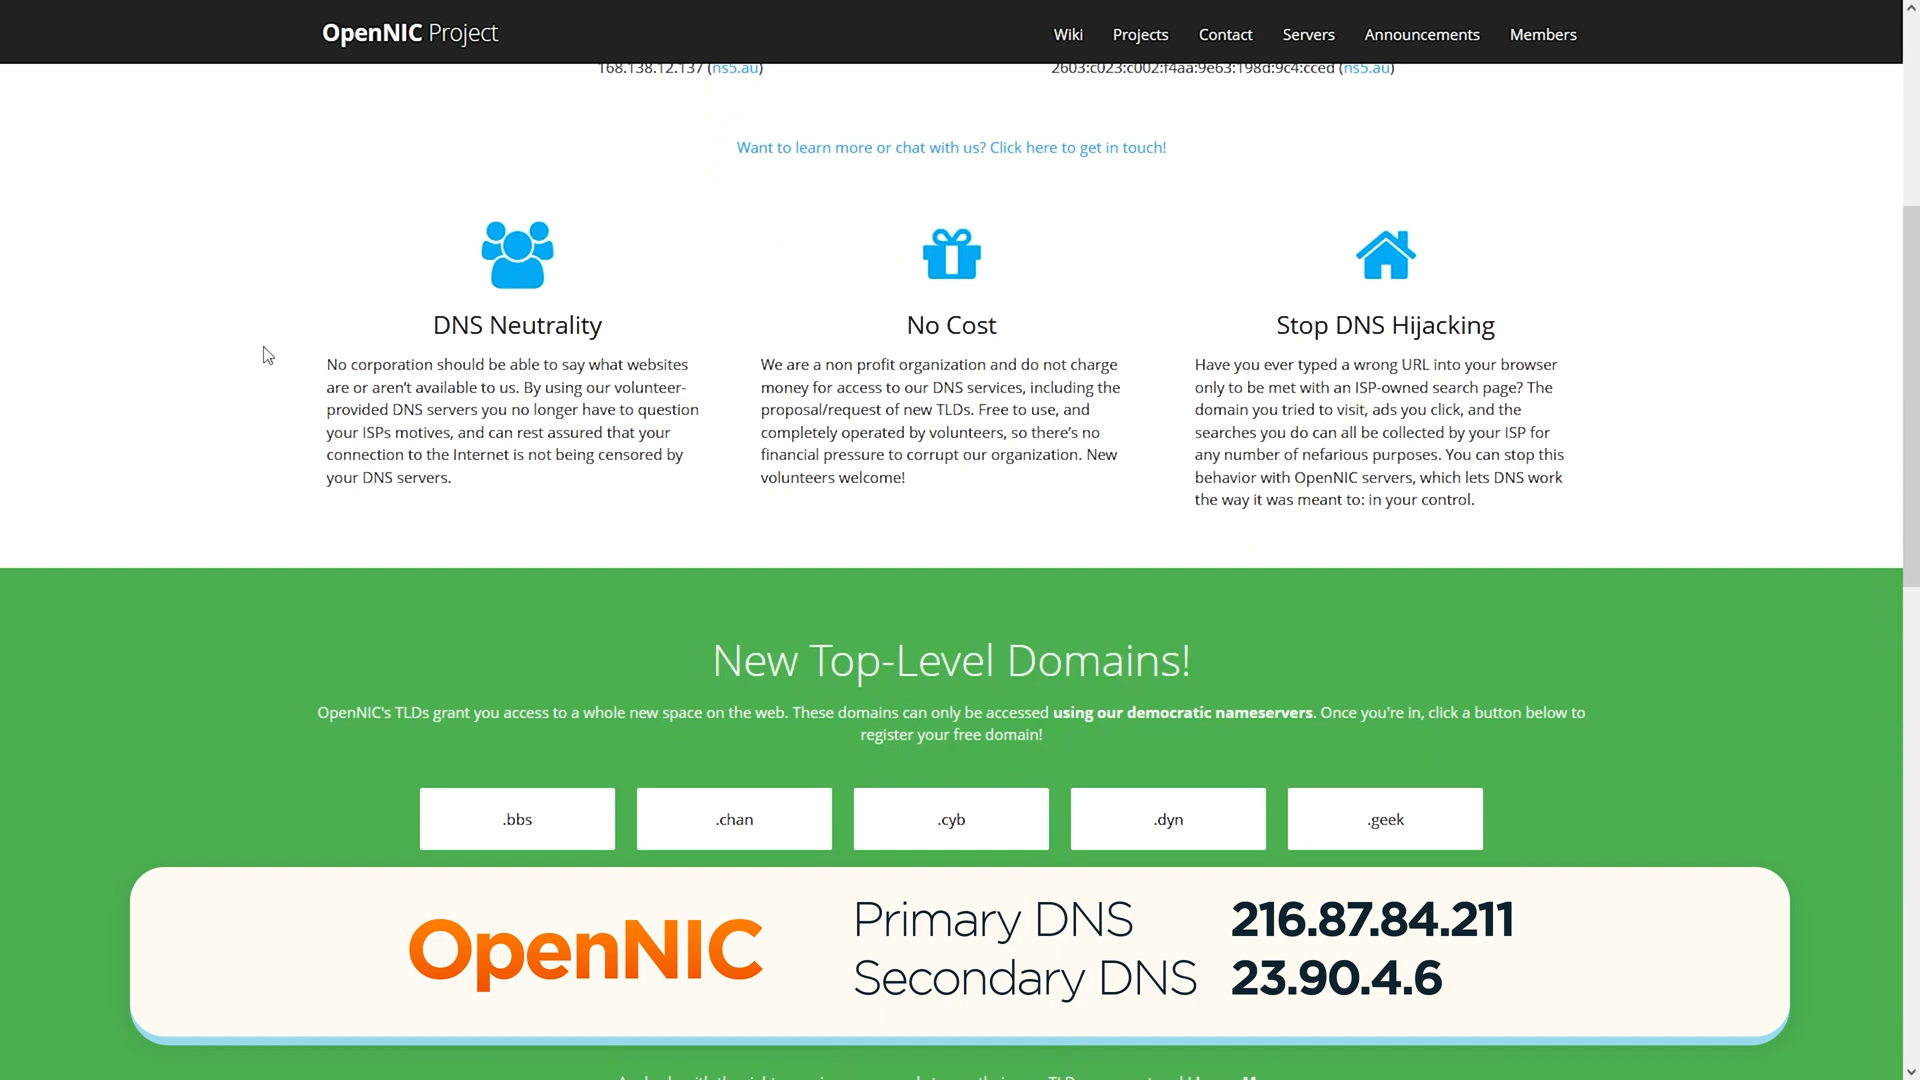 OpenNIC Project
Wiki Projects Contact Servers Announcements Members
168.138.12.137 (ns5.au)
2603:c023:c002:f4aa:9e63:198d:9c4:cced (ns5.au)
Want to learn more or chat with us? Click here to get in touch!
DNS Neutrality
No corporation should be able to say what websites
are or aren’t available to us. By using our volunteer-
provided DNS servers you no longer have to question
your ISPs motives, and can rest assured that your
connection to the Internet is not being censored by
your DNS servers.
No Cost
We are a non profit organization and do not charge
money for access to our DNS services, including the
proposal/request of new TLDs. Free to use, and
completely operated by volunteers, so there’s no
financial pressure to corrupt our organization. New
volunteers welcome!
Stop DNS Hijacking
Have you ever typed a wrong URL into your browser
only to be met with an ISP-owned search page? The
domain you tried to visit, ads you click, and the
searches you do can all be collected by your ISP for
any number of nefarious purposes. You can stop this
behavior with OpenNIC servers, which lets DNS work
the way it was meant to: in your control.
New Top-Level Domains!
OpenNIC's TLDs grant you access to a whole new space on the web. These domains can only be accessed using our democratic nameservers. Once you're in, click a button below to
register your free domain!
.bbs
.chan
.cyb
.dyn
.geek
OpenNIC
Primary DNS 216.87.84.211
Secondary DNS 23.90.4.6